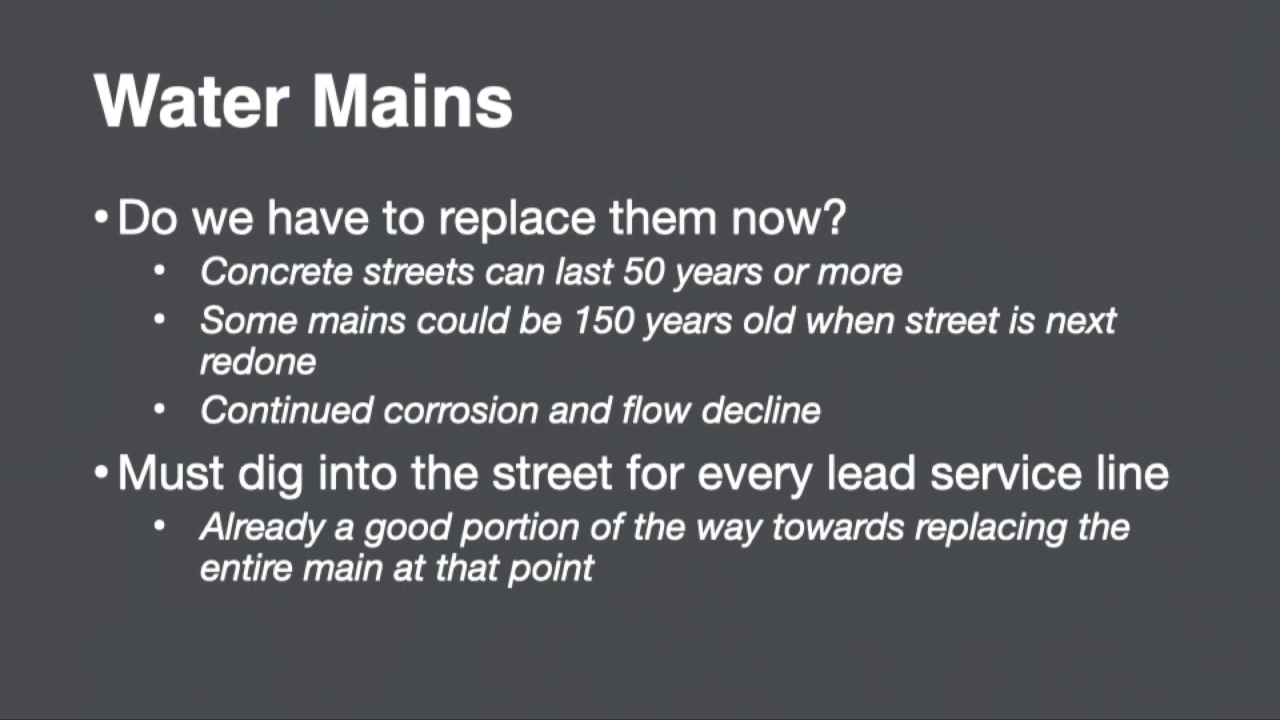 Water Mains
•Do we have to replace them now?
• Concrete streets can last 50 years or more
• Some mains could be 150 years old when street is next
redone
• Continued corrosion and flow decline
•Must dig into the street for every lead service line
• Already a good portion of the way towards replacing the
entire main at that point